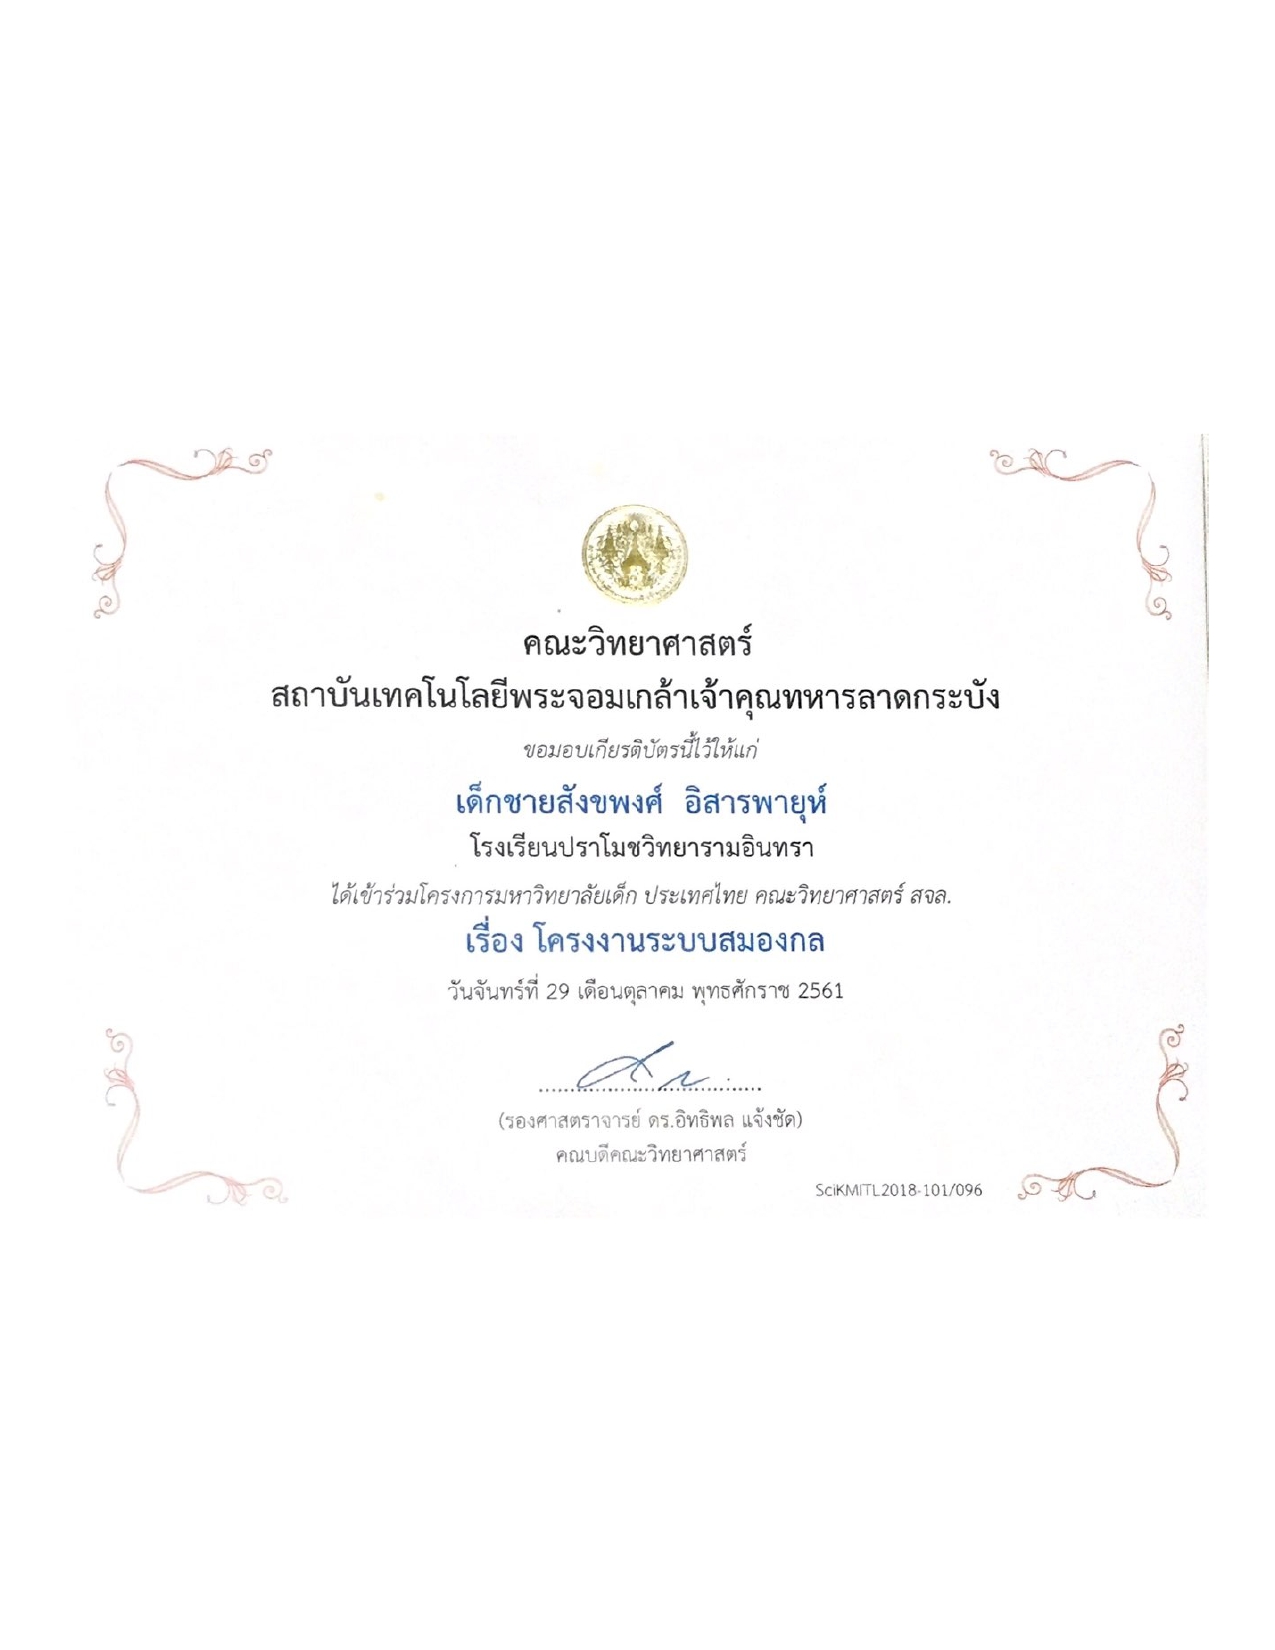 คณะวิทยาศาสตร์
สถาบันเทคโนโลยีพระจอมเกล้าเจ้าคุณทหารลาดกระบัง
ขอมอบเกียรติบัตรนี้ไว้ให้แก่
เด็กชายสังขพงศ์ อิสารพายุห์
โรงเรียนปราโมชวิทยารามอินทรา
ได้เข้าร่วมโครงการมหาวิทยาลัยเด็ก ประเทศไทย คณะวิทยาศาสตร์ สจล.
เรื่อง โครงงานระบบสมองกล
วันจันทร์ที่ 29 เดือนตุลาคม พุทธศักราช 2561
(รองศาสตราจารย์ ดร.อิทธิพล แจ้งชัด)
คณบดีคณะวิทยาศาสตร์
SciKMITL2018-101/096